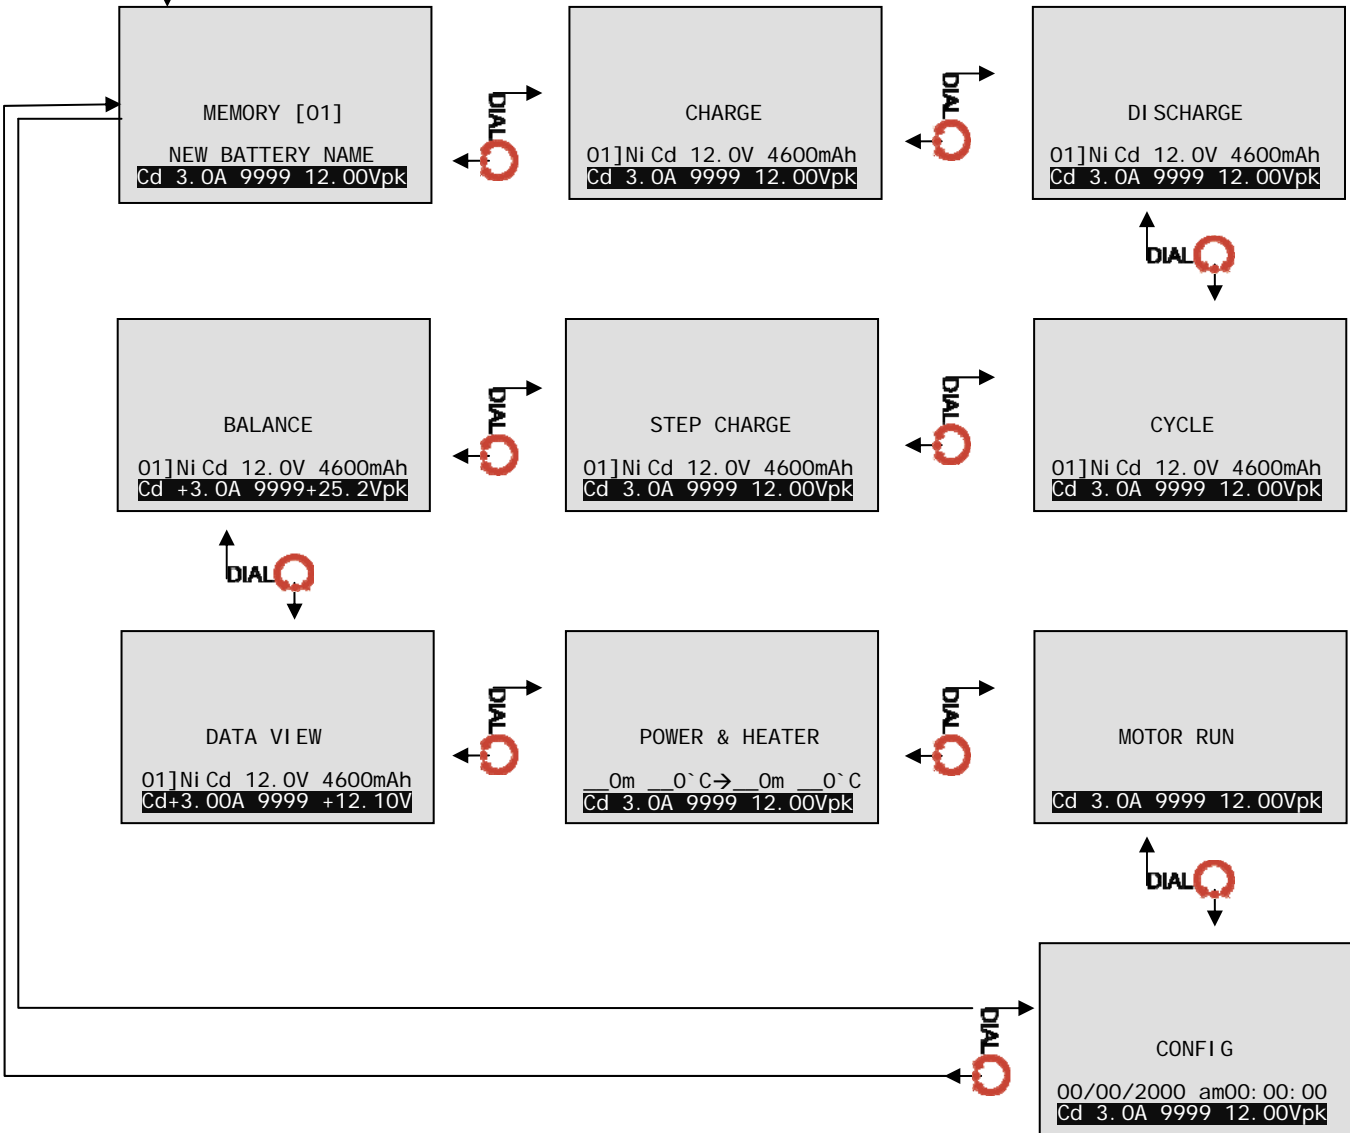 MEMORY [01]
NEW BATTERY NAME
Cd 3.0A 9999 12.00Vpk
DIAL
CHARGE
01]NiCd 12.0V 4600mAh
Cd 3.0A 9999 12.00Vpk
DIAL
DISCHARGE
01]NiCd 12.0V 4600mAh
Cd 3.0A 9999 12.00Vpk
DIAL
BALANCE
01]NiCd 12.0V 4600mAh
Cd +3.0A 9999+25.2Vpk
DIAL
STEP CHARGE
01]NiCd 12.0V 4600mAh
Cd 3.0A 9999 12.00Vpk
DIAL
CYCLE
01]NiCd 12.0V 4600mAh
Cd 3.0A 9999 12.00Vpk
DIAL
DATA VIEW
01]NiCd 12.0V 4600mAh
Cd+3.00A 9999 +12.10V
DIAL
POWER & HEATER
__0m __0`C→__0m __0`C
Cd 3.0A 9999 12.00Vpk
DIAL
MOTOR RUN
Cd 3.0A 9999 12.00Vpk
DIAL
DIAL
CONFIG
00/00/2000 am00:00:00
Cd 3.0A 9999 12.00Vpk